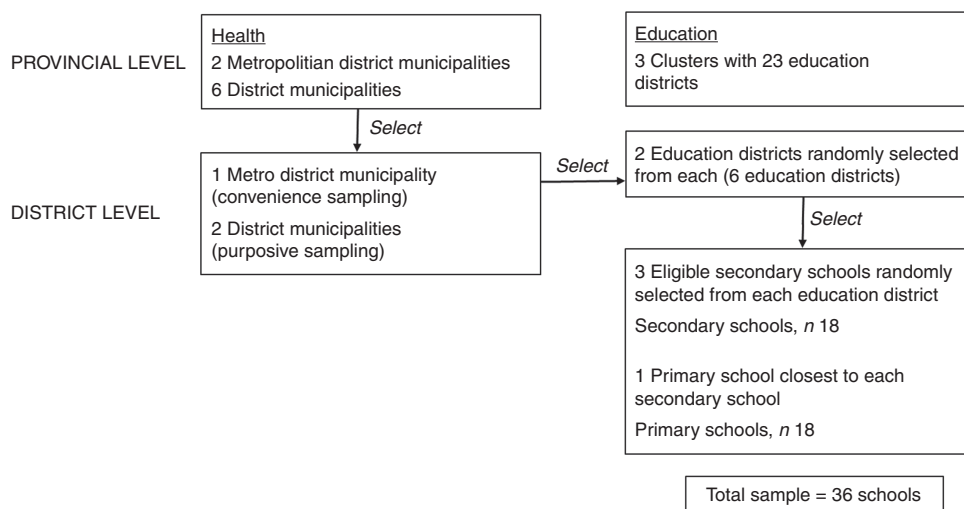 PROVINCIAL LEVEL
Health
2 Metropolitian district municipalities
6 District municipalities
Education
3 Clusters with 23 education
districts
Select
DISTRICT LEVEL
1 Metro district municipality
(convenience sampling)
2 District municipalities
(purposive sampling)
Select
2 Education districts randomly selected
from each (6 education districts)
Select
3 Eligible secondary schools randomly
selected from each education district
Secondary schools, n 18
1 Primary school closest to each
secondary school
Primary schools, n 18
Total sample = 36 schools